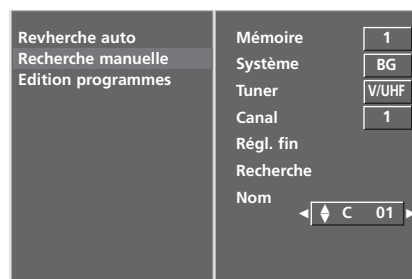 Revherche auto
Recherche manuelle
Edition programmes
Mémoire 1
Système BG
Tuner V/UHF
Canal 1
Régl. fin
Recherche
Nom
C 01